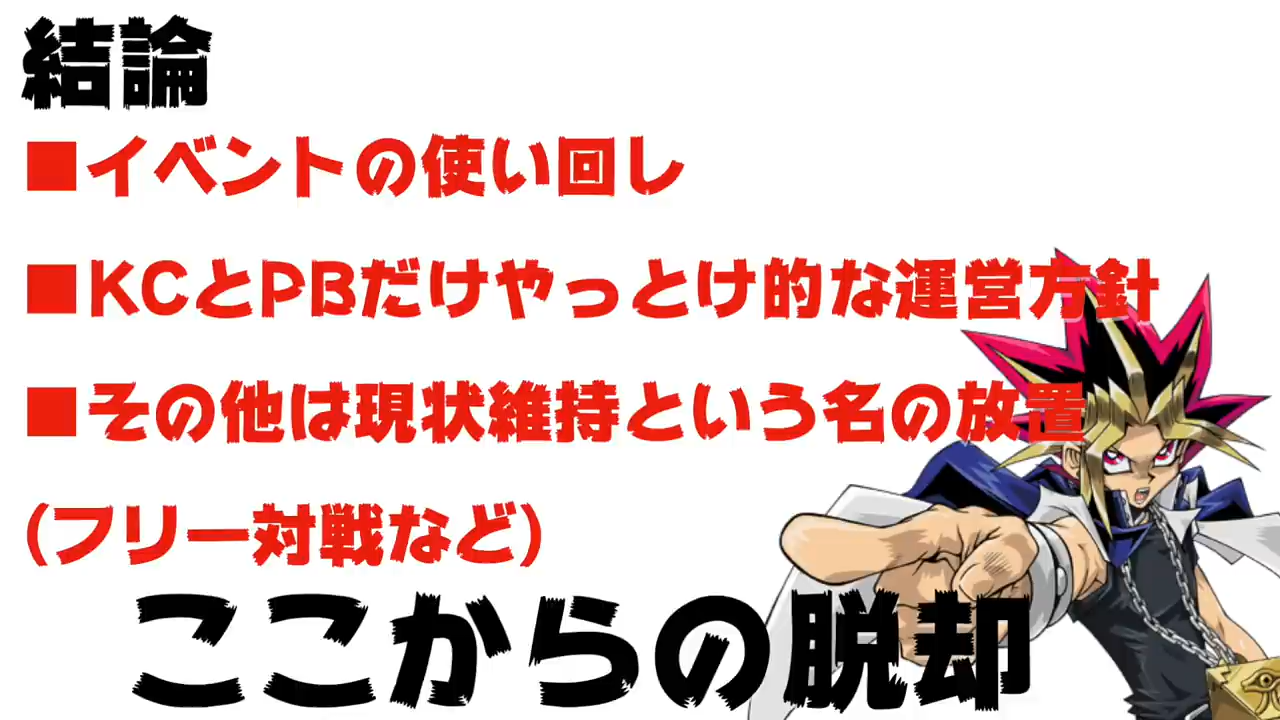 結論
■イベントの使い回し
■KCとPBだけやっとけ的な運営方針
■その他は現状維持という名の放置
(フリー対戦など)
ここからの脱却